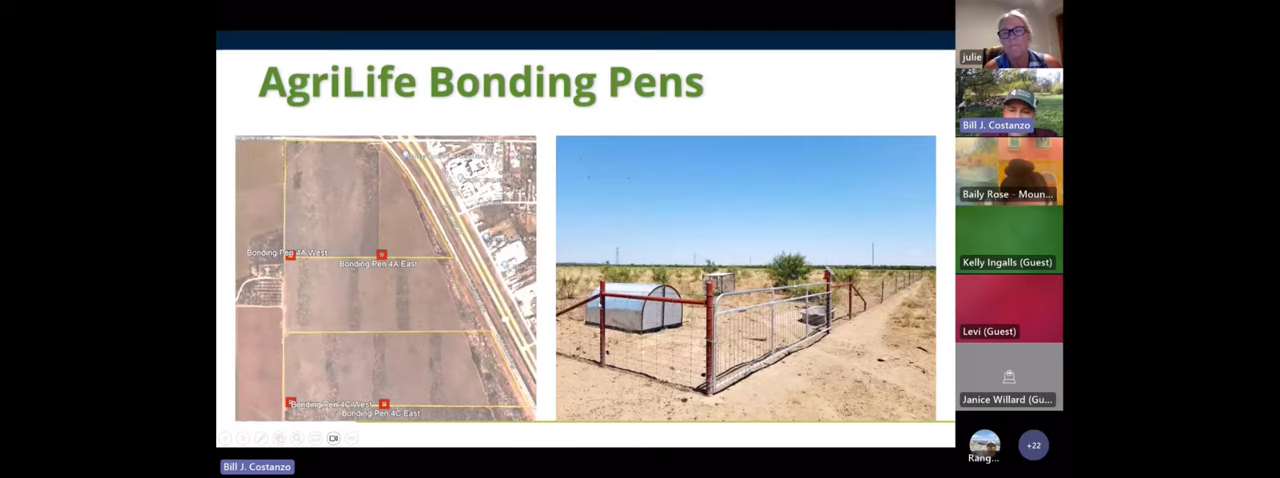 AgriLife Bonding Pens
Bonding Pen 4A West
Bonding Pen 4A East
Bonding Pen 4C West
Bonding Pen 4C East
Bill J. Costanzo
julie
Bill J. Costanzo
Baily Rose - Moun...
Kelly Ingalls (Guest)
Levi (Guest)
Janice Willard (Gu...
Rang...
+22